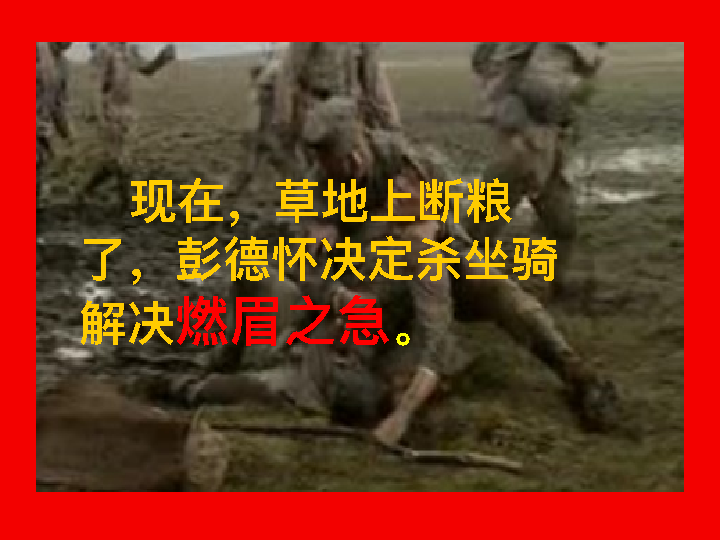 现在，草地上断粮
了，彭德怀决定杀坐骑
解决燃眉之急。